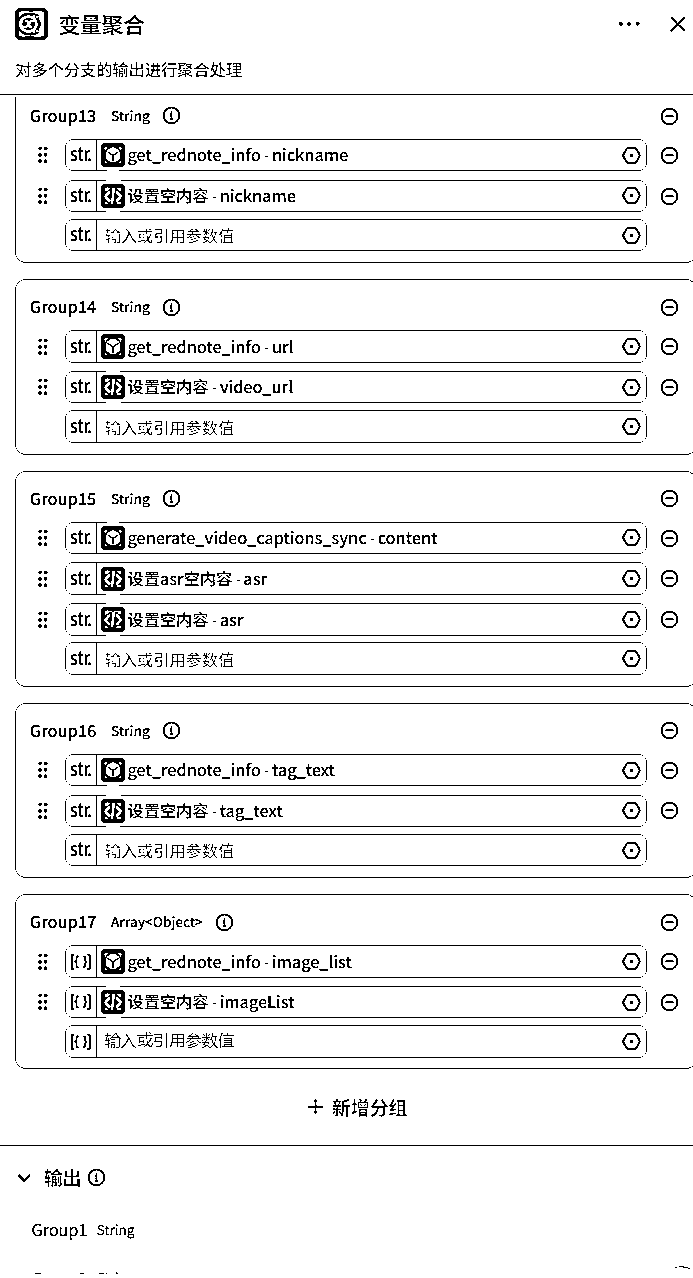 变量聚合
对多个分支的输出进行聚合处理
Group13 String
str. get_rednote_info - nickname
str. 设置空内容 - nickname
str. 输入或引用参数值
Group14 String
str. get_rednote_info - url
str. 设置空内容 - video_url
str. 输入或引用参数值
Group15 String
str. generate_video_captions_sync - content
str. 设置asr空内容 - asr
str. 设置空内容 - asr
str. 输入或引用参数值
Group16 String
str. get_rednote_info - tag_text
str. 设置空内容 - tag_text
str. 输入或引用参数值
Group17 Array<Object>
[{}] get_rednote_info - image_list
[{}] 设置空内容 - imageList
[{}] 输入或引用参数值
+ 新增分组
输出
Group1 String